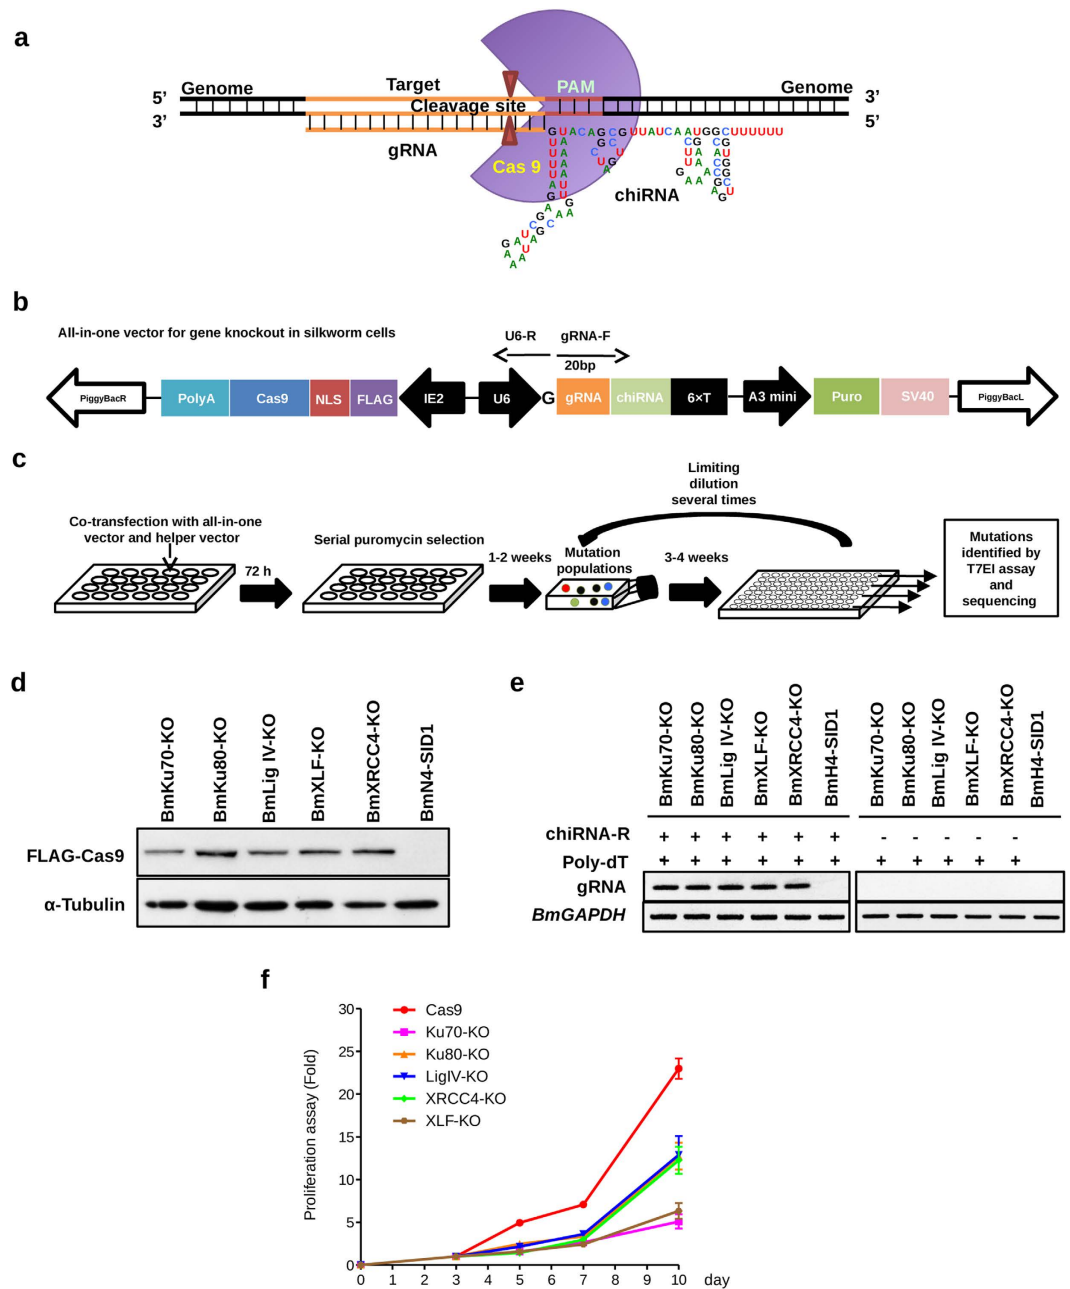 a
Genome Target PAM Genome
5’ 3’
Cleavage site
3’ 5’
gRNA
Cas 9
GUACAGCGUUAUCAAUGGCUUUUUU
chiRNA
b
All-in-one vector for gene knockout in silkworm cells
U6-R gRNA-F
20bp
PiggyBacR PolyA Cas9 NLS FLAG IE2 U6 G gRNA chiRNA 6×T A3 mini Puro SV40 PiggyBacL
c
Limiting
dilution
several times
Co-transfection with all-in-one
vector and helper vector
Serial puromycin selection
72 h
1-2 weeks
Mutation
populations
3-4 weeks
Mutations
identified by
T7EI assay
and
sequencing
d
BmKu70-KO
BmKu80-KO
BmLig IV-KO
BmXLF-KO
BmXRCC4-KO
BmN4-SID1
FLAG-Cas9
α-Tubulin
e
BmKu70-KO
BmKu80-KO
BmLig IV-KO
BmXLF-KO
BmXRCC4-KO
BmH4-SID1
BmKu70-KO
BmKu80-KO
BmLig IV-KO
BmXLF-KO
BmXRCC4-KO
BmH4-SID1
chiRNA-R + + + + + + - - - - -
Poly-dT + + + + + + + + + + +
gRNA
BmGAPDH
f
Proliferation assay (Fold)
30
25
20
15
10
5
0
Cas9
Ku70-KO
Ku80-KO
LigIV-KO
XRCC4-KO
XLF-KO
0 1 2 3 4 5 6 7 8 9 10 day